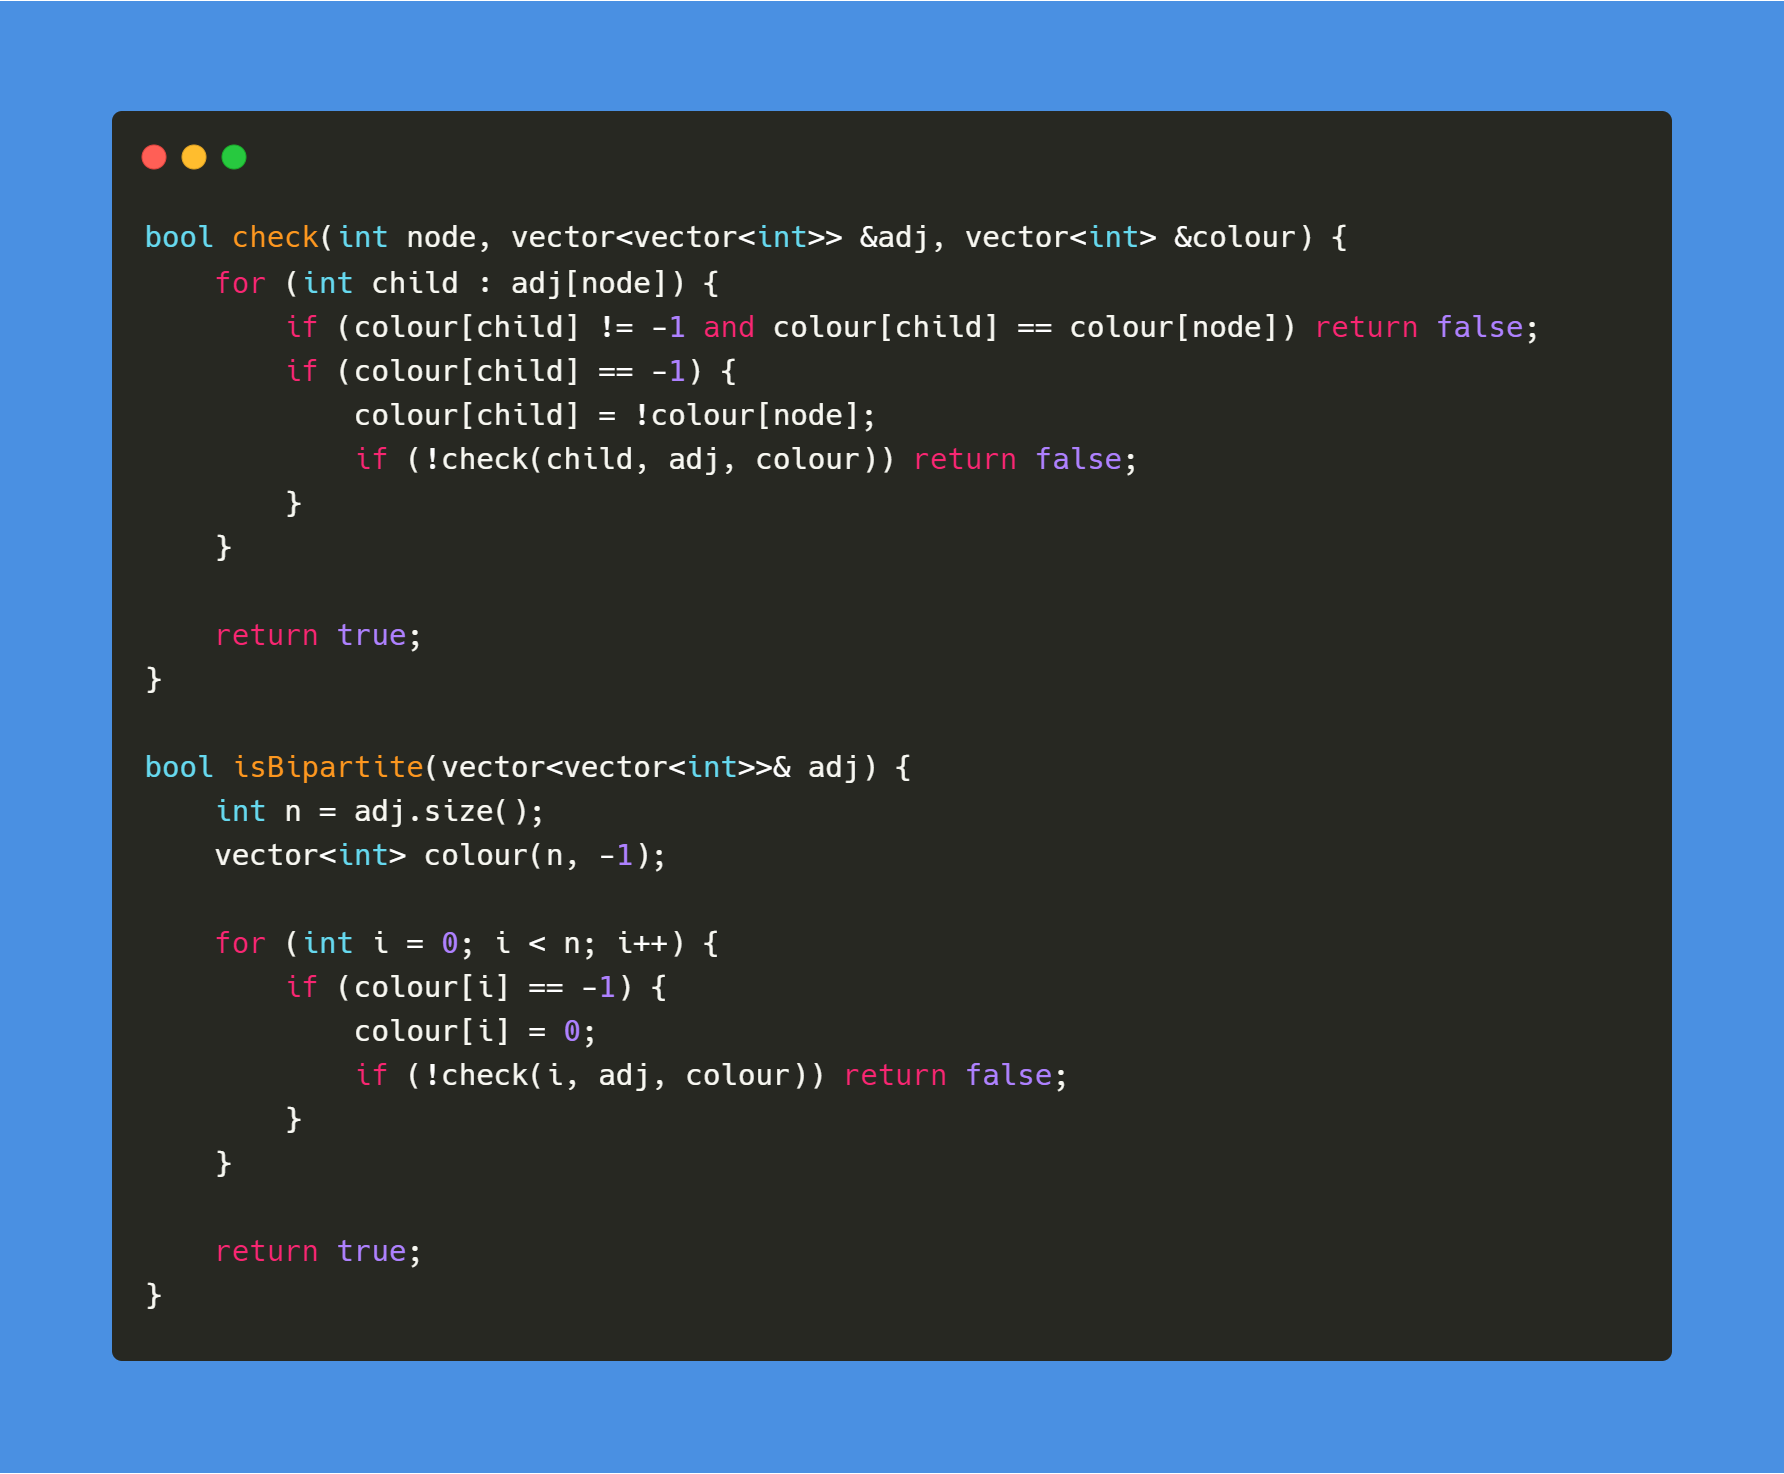 bool check(int node, vector<vector<int>> &adj, vector<int> &colour) {
    for (int child : adj[node]) {
        if (colour[child] != -1 and colour[child] == colour[node]) return false;
        if (colour[child] == -1) {
            colour[child] = !colour[node];
            if (!check(child, adj, colour)) return false;
        }
    }

    return true;
}

bool isBipartite(vector<vector<int>>& adj) {
    int n = adj.size();
    vector<int> colour(n, -1);

    for (int i = 0; i < n; i++) {
        if (colour[i] == -1) {
            colour[i] = 0;
            if (!check(i, adj, colour)) return false;
        }
    }

    return true;
}